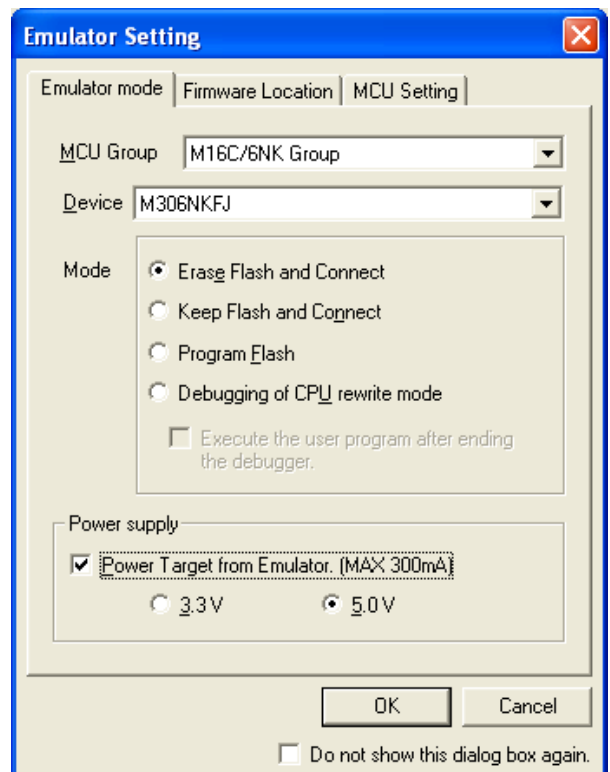 Emulator Setting
Emulator mode Firmware Location MCU Setting
MCU Group M16C/6NK Group
Device M306NKFJ
Mode
Erase Flash and Connect
Keep Flash and Connect
Program Flash
Debugging of CPU rewrite mode
Execute the user program after ending
the debugger.
Power supply
Power Target from Emulator. (MAX 300mA)
3.3 V 5.0 V
OK Cancel
Do not show this dialog box again.